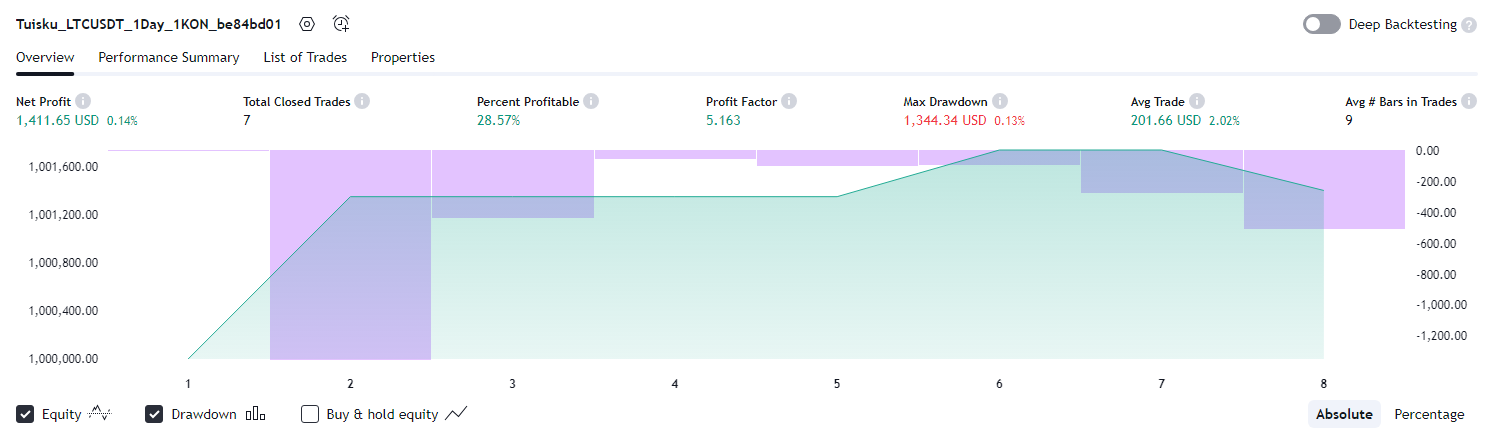 Tuisku_LTCUSDT_1Day_1KON_be84bd01 Deep Backtesting ?
Overview Performance Summary List of Trades Properties
Net Profit i Total Closed Trades i Percent Profitable i Profit Factor i Max Drawdown i Avg Trade i Avg # Bars in Trades i
1,411.65 USD 0.14% 7 28.57% 5.163 1,344.34 USD 0.13% 201.66 USD 2.02% 9
1,001,600.00 0.00
-200.00
1,001,200.00 -400.00
-600.00
1,000,800.00 -800.00
1,000,400.00 -1,000.00
-1,200.00
1,000,000.00
1 2 3 4 5 6 7 8
Equity Drawdown Buy & hold equity Absolute Percentage